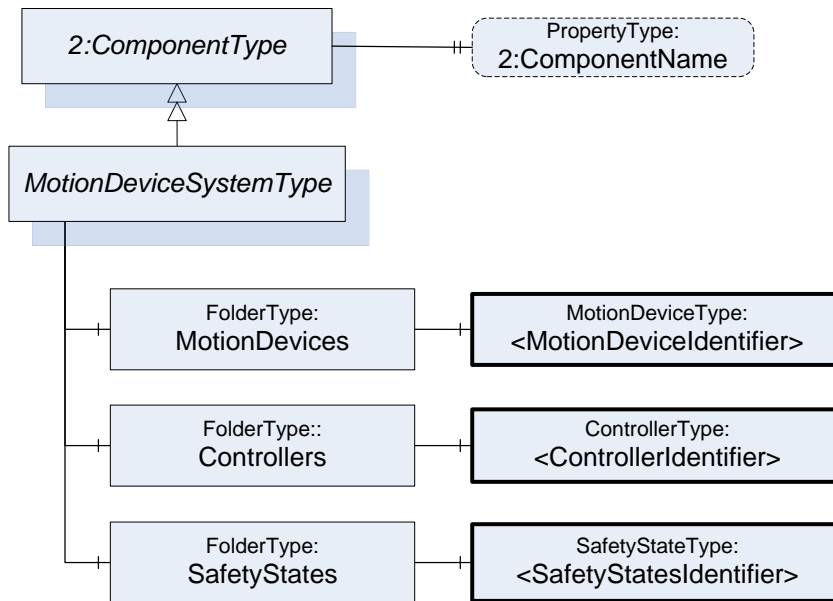 2:ComponentType
PropertyType:
2:ComponentName
MotionDeviceSystemType
FolderType:
MotionDevices
MotionDeviceType:
<MotionDeviceIdentifier>
FolderType::
Controllers
ControllerType:
<ControllerIdentifier>
FolderType:
SafetyStates
SafetyStateType:
<SafetyStatesIdentifier>